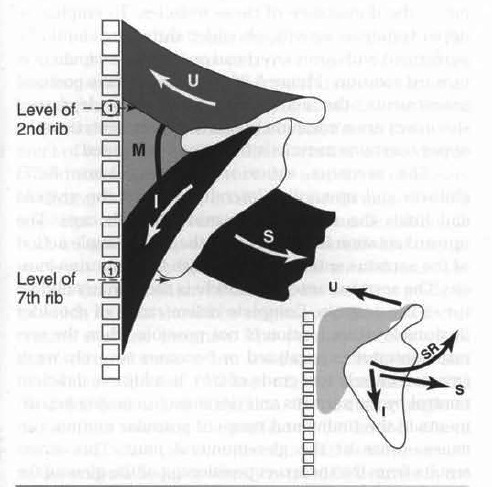 U
Level of
2nd rib
1
M
I
S
1
Level of
7th rib
U
SR
S
I